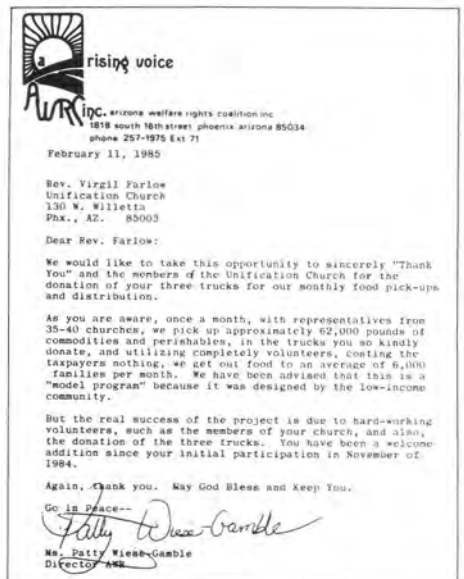 a rising voice
AWRC inc. arizona welfare rights coalition inc
1818 south 16th street phoenix arizona 85034
phone 257-1975 Ext 71
February 11, 1985
Rev. Virgil Farlow
Unification Church
130 W. Willetta
Phx., AZ. 85003
Dear Rev. Farlow:
We would like to take this opportunity to sincerely "Thank
You" and the members of the Unification Church for the
donation of your three trucks for our monthly food pick-ups
and distribution.
As you are aware, once a month, with representatives from
35-40 churches, we pick up approximately 62,000 pounds of
commodities and perishables, in the trucks you so kindly
donate, and utilizing completely volunteers, costing the
taxpayers nothing, we get out food to an average of 6,000
families per month. We have been advised that this is a
"model program" because it was designed by the low-income
community.
But the real success of the project is due to hard-working
volunteers, such as the members of your church, and also,
the donation of the three trucks. You have been a welcome
addition since your initial participation in November of
1984.
Again, thank you. May God Bless and Keep You.
Go in Peace--
Patty Wiese-Gamble
Ms. Patty Wiese-Gamble
Director AWR